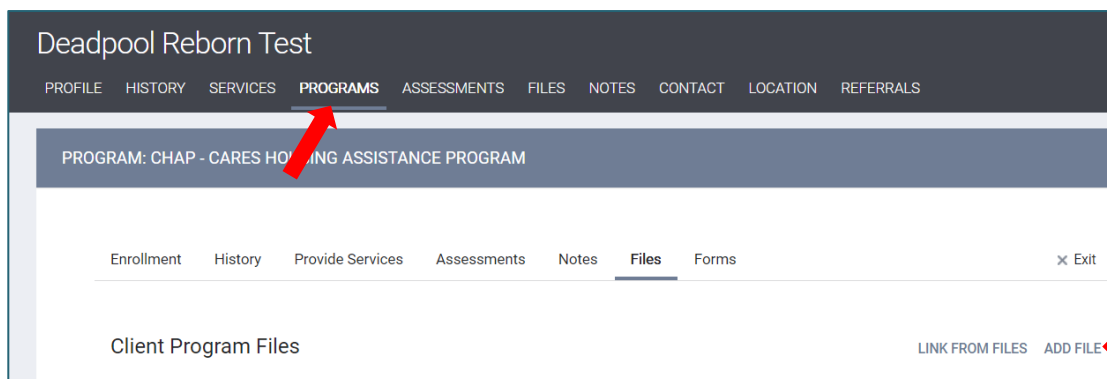 Deadpool Reborn Test
PROFILE HISTORY SERVICES PROGRAMS ASSESSMENTS FILES NOTES CONTACT LOCATION REFERRALS
PROGRAM: CHAP - CARES HOUSING ASSISTANCE PROGRAM
Enrollment History Provide Services Assessments Notes Files Forms × Exit
Client Program Files LINK FROM FILES ADD FILE